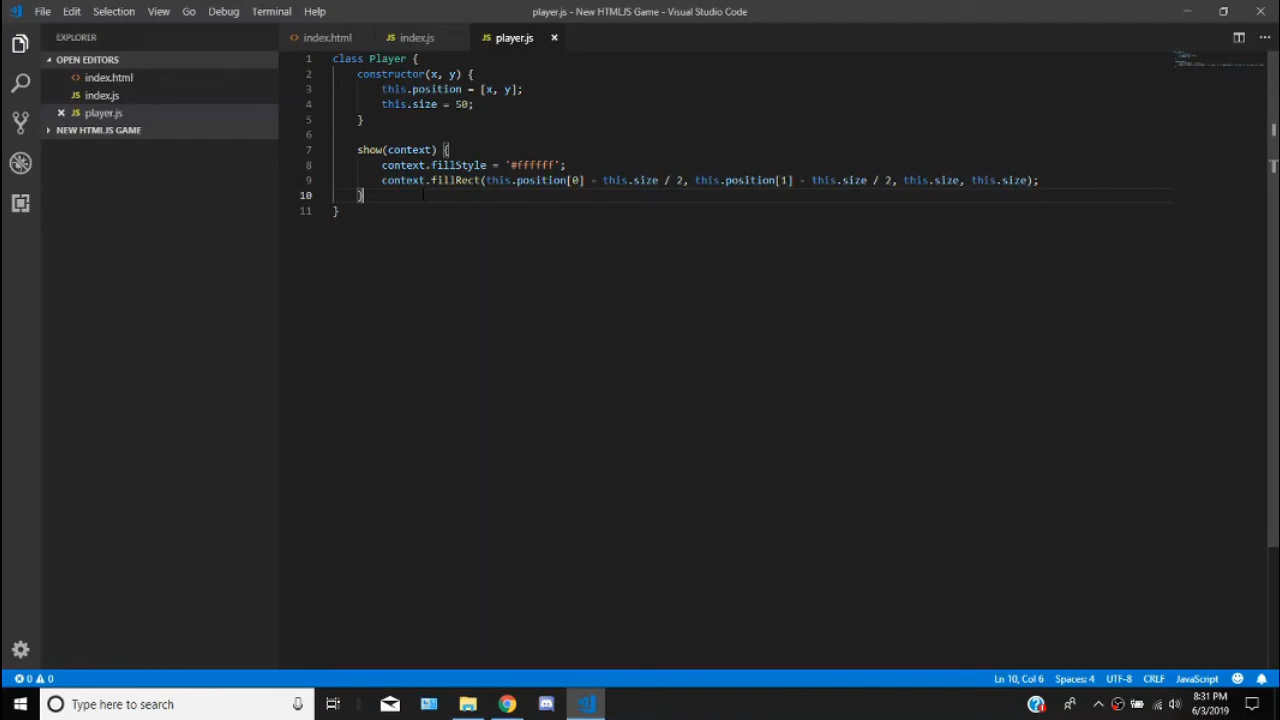 File Edit Selection View Go Debug Terminal Help
player.js - New HTMLJS Game - Visual Studio Code
EXPLORER
OPEN EDITORS
index.html
index.js
player.js
NEW HTMLJS GAME
index.html
JS index.js
JS player.js
1 class Player {
2 constructor(x, y) {
3 this.position = [x, y];
4 this.size = 50;
5 }
6
7 show(context) {
8 context.fillStyle = '#ffffff';
9 context.fillRect(this.position[0] - this.size / 2, this.position[1] - this.size / 2, this.size, this.size);
10 }
11 }
0 0
Ln 10, Col 6 Spaces: 4 UTF-8 CRLF JavaScript
Type here to search
8:31 PM
6/3/2019